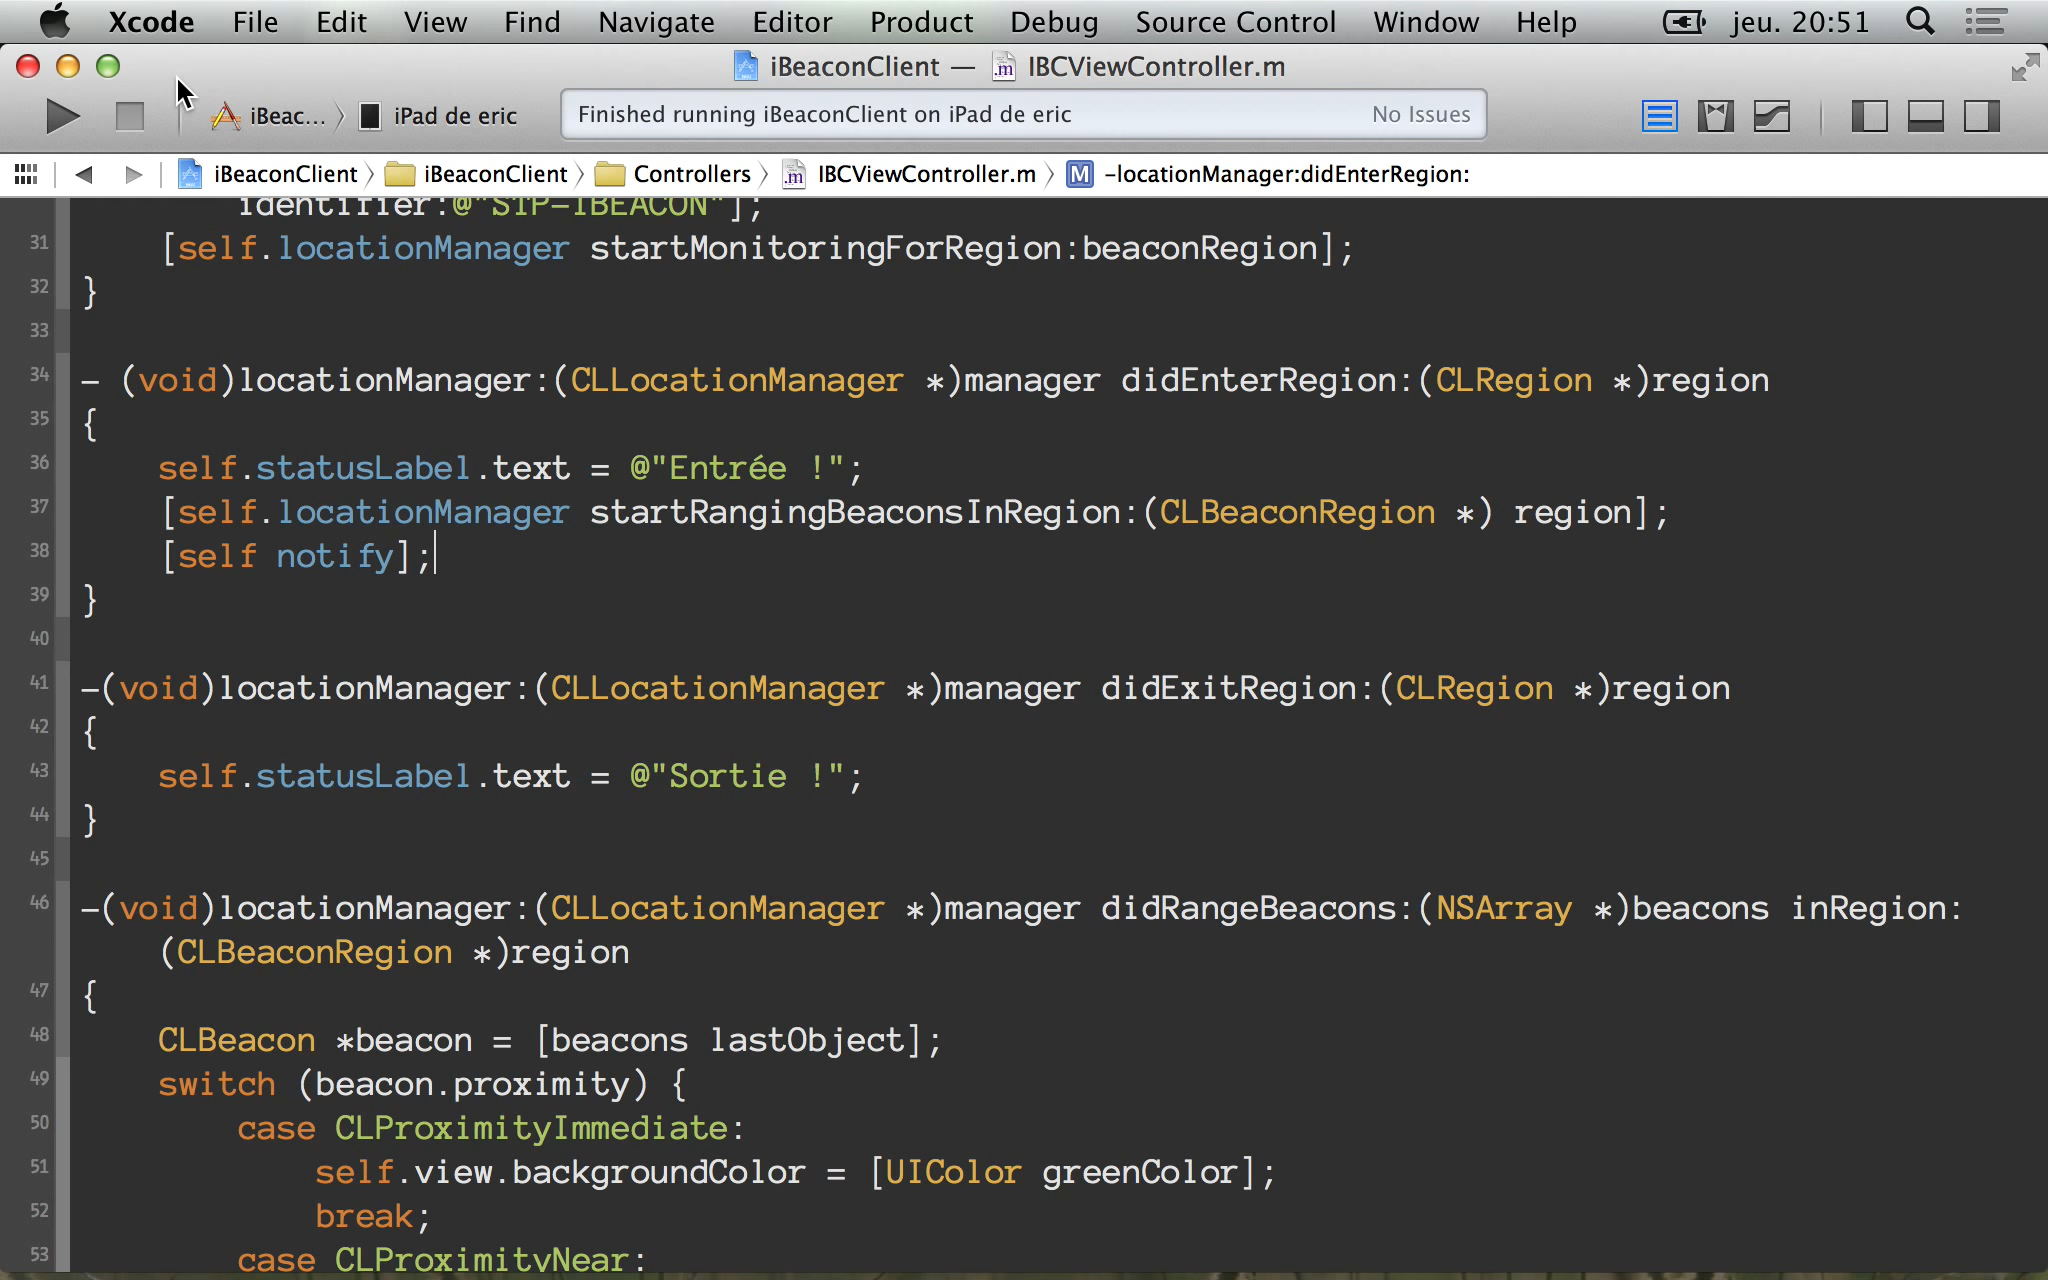 Xcode File Edit View Find Navigate Editor Product Debug Source Control Window Help jeu. 20:51
iBeaconClient — IBCViewController.m
iBeac... iPad de eric Finished running iBeaconClient on iPad de eric No Issues
iBeaconClient iBeaconClient Controllers IBCViewController.m M -locationManager:didEnterRegion:
identifier:@"STP-IBEACON"];
31 [self.locationManager startMonitoringForRegion:beaconRegion];
32 }
33
34 - (void)locationManager:(CLLocationManager *)manager didEnterRegion:(CLRegion *)region
35 {
36 self.statusLabel.text = @"Entrée !";
37 [self.locationManager startRangingBeaconsInRegion:(CLBeaconRegion *) region];
38 [self notify];
39 }
40
41 -(void)locationManager:(CLLocationManager *)manager didExitRegion:(CLRegion *)region
42 {
43 self.statusLabel.text = @"Sortie !";
44 }
45
46 -(void)locationManager:(CLLocationManager *)manager didRangeBeacons:(NSArray *)beacons inRegion:
(CLBeaconRegion *)region
47 {
48 CLBeacon *beacon = [beacons lastObject];
49 switch (beacon.proximity) {
50 case CLProximityImmediate:
51 self.view.backgroundColor = [UIColor greenColor];
52 break;
53 case CLProximityNear: